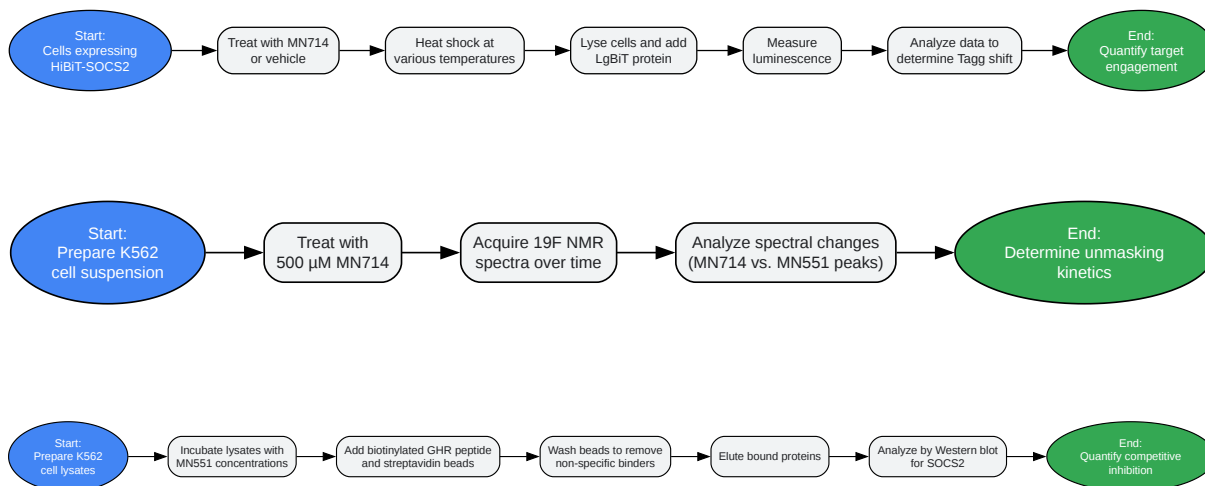 Start:
Cells expressing
HiBiT-SOCS2
Treat with MN714
or vehicle
Heat shock at
various temperatures
Lyse cells and add
LgBiT protein
Measure
luminescence
Analyze data to
determine Tagg shift
End:
Quantify target
engagement
Start:
Prepare K562
cell suspension
Treat with
500 µM MN714
Acquire 19F NMR
spectra over time
Analyze spectral changes
(MN714 vs. MN551 peaks)
End:
Determine unmasking
kinetics
Start:
Prepare K562
cell lysates
Incubate lysates with
MN551 concentrations
Add biotinylated GHR peptide
and streptavidin beads
Wash beads to remove
non-specific binders
Elute bound proteins
Analyze by Western blot
for SOCS2
End:
Quantify competitive
inhibition